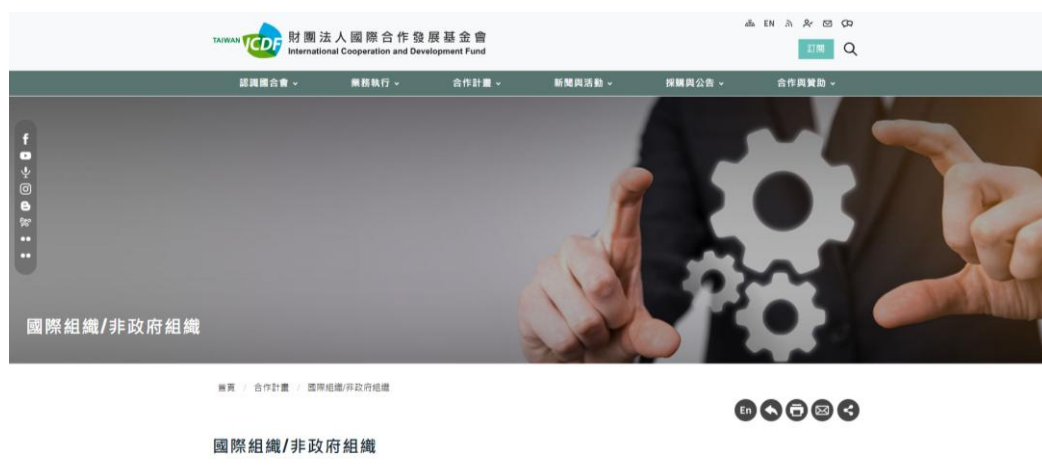 EN
TAIWAN ICDF 財團法人國際合作發展基金會
International Cooperation and Development Fund
訂閱
認識國合會 業務執行 合作計畫 新聞與活動 採購與公告 合作與贊助
國際組織/非政府組織
首頁 / 合作計畫 / 國際組織/非政府組織
En
國際組織/非政府組織